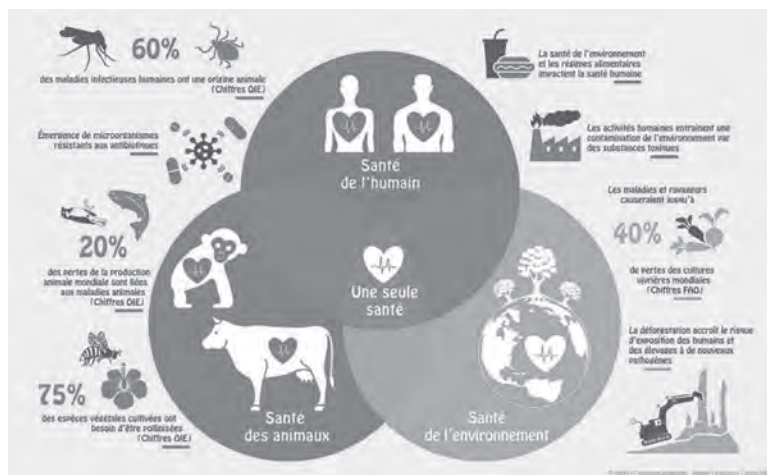 60%
des maladies infectieuses humaines ont une origine animale
(Chiffres OIE)
Émergence de microorganismes
résistants aux antibiotiques
20%
des pertes de la production
animale mondiale sont liées
aux maladies animales
(Chiffres OIE)
75%
des espèces végétales cultivées ont
besoin d'être pollinisées
(Chiffres OIE)
Santé
de l'humain
Une seule
santé
Santé
des animaux
Santé
de l'environnement
La santé de l'environnement
et les régimes alimentaires
impactent la santé humaine
Les activités humaines entraînent une
contamination de l'environnement par
des substances toxiques
Les maladies et ravageurs
causeraient jusqu'à
40%
de pertes des cultures
vivrières mondiales
(Chiffres FAO)
La déforestation accroît le risque
d'exposition des humains et
des élevages à de nouveaux
pathogènes